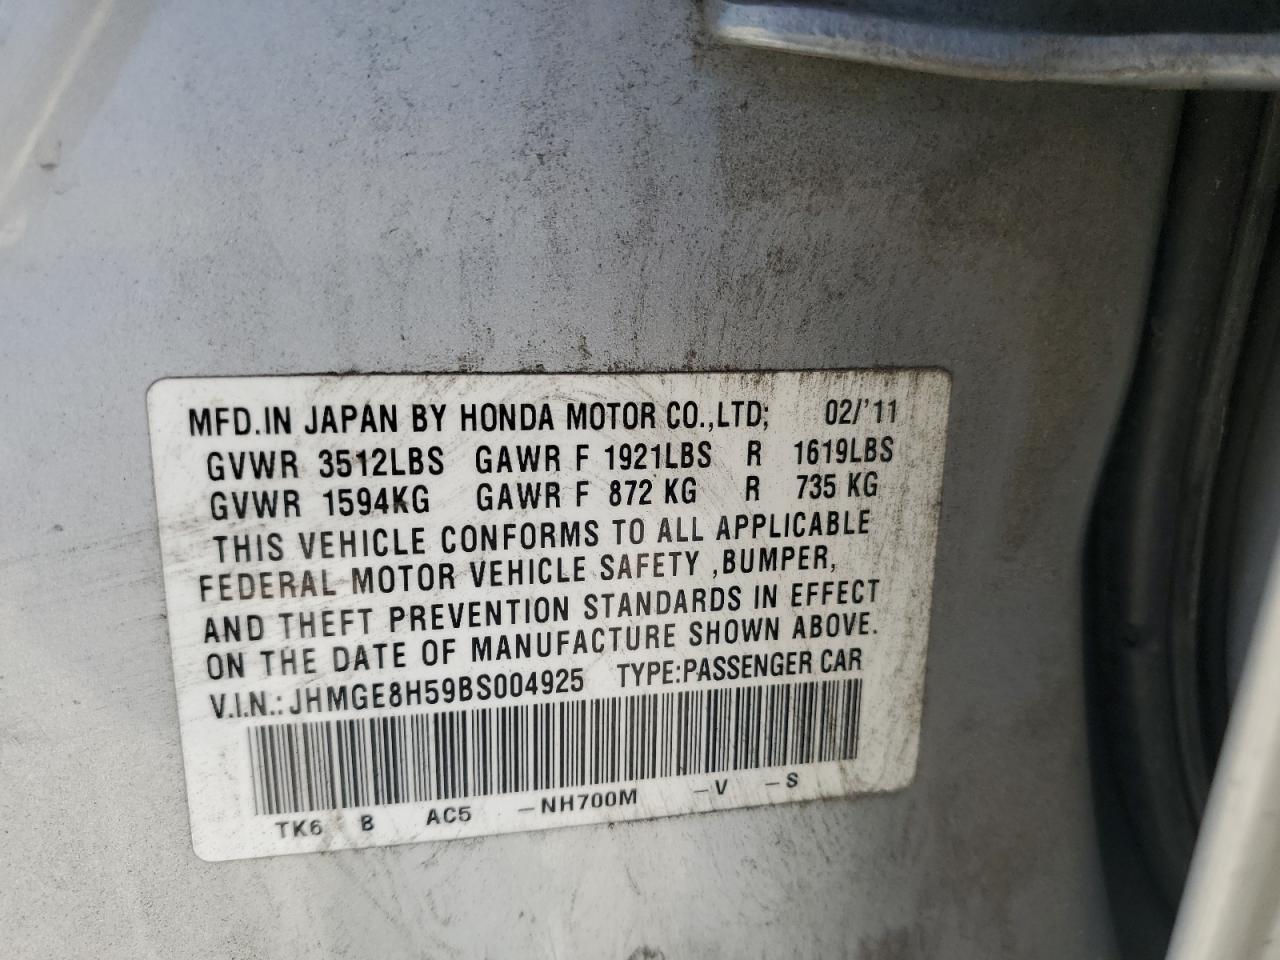 MFD.IN JAPAN BY HONDA MOTOR CO.,LTD; 02/'11
GVWR 3512LBS GAWR F 1921LBS R 1619LBS
GVWR 1594KG GAWR F 872 KG R 735 KG
THIS VEHICLE CONFORMS TO ALL APPLICABLE
FEDERAL MOTOR VEHICLE SAFETY ,BUMPER,
AND THEFT PREVENTION STANDARDS IN EFFECT
ON THE DATE OF MANUFACTURE SHOWN ABOVE.
V.I.N.: JHMGE8H59BS004925 TYPE:PASSENGER CAR
TK6 B AC5 –NH700M –V –S